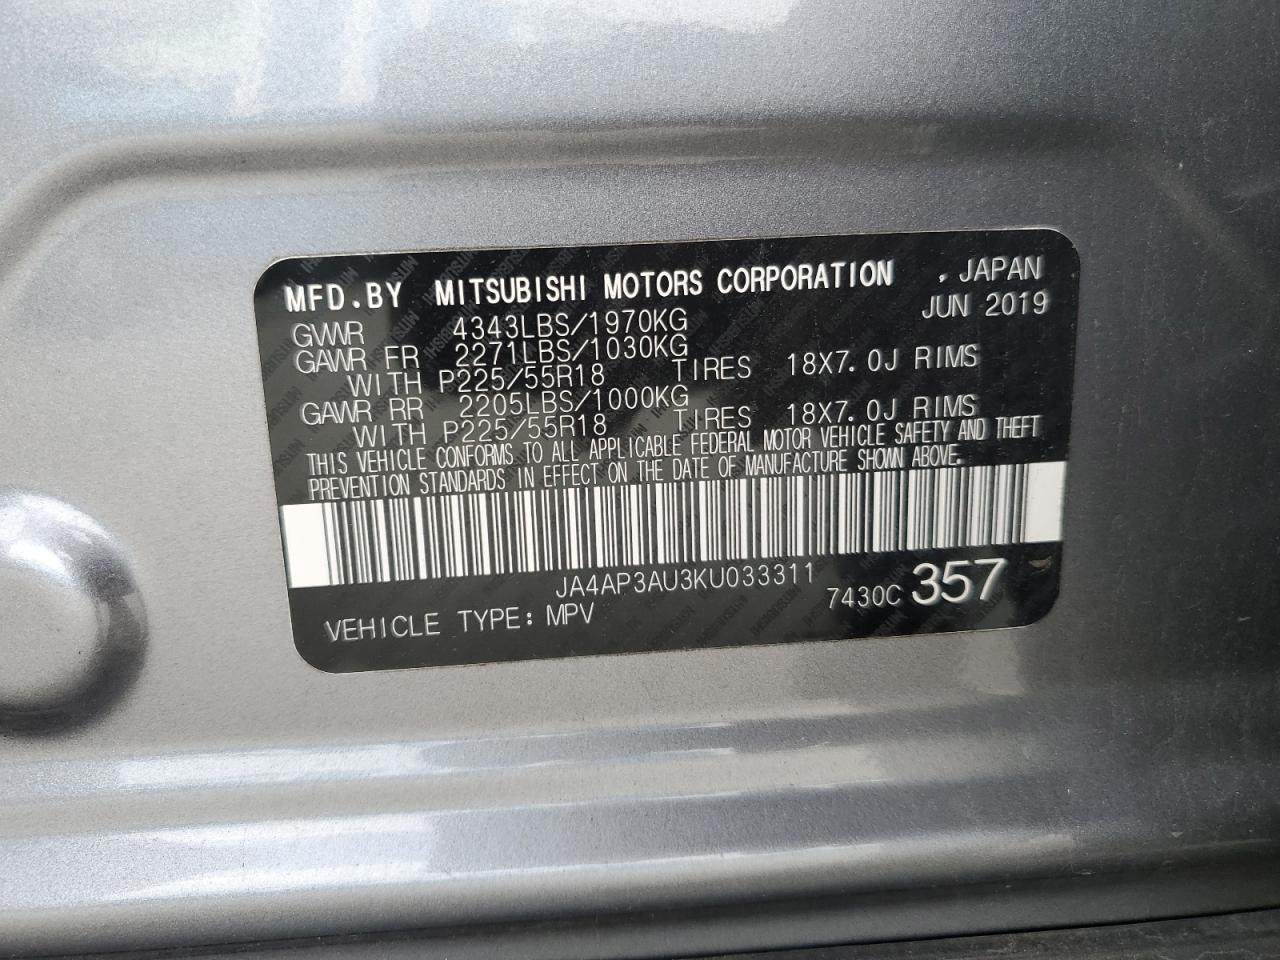 MFD.BY MITSUBISHI MOTORS CORPORATION , JAPAN
JUN 2019
GVWR 4343LBS/1970KG
GAWR FR 2271LBS/1030KG
WITH P225/55R18 TIRES 18X7.0J RIMS
GAWR RR 2205LBS/1000KG
WITH P225/55R18 TIRES 18X7.0J RIMS
THIS VEHICLE CONFORMS TO ALL APPLICABLE FEDERAL MOTOR VEHICLE SAFETY AND THEFT
PREVENTION STANDARDS IN EFFECT ON THE DATE OF MANUFACTURE SHOWN ABOVE.
JA4AP3AU3KU033311
7430C 357
VEHICLE TYPE: MPV